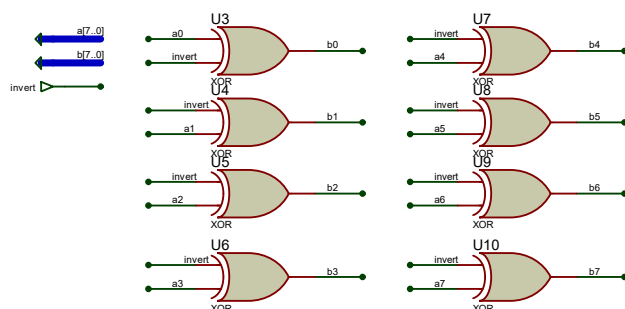 a[7..0]
b[7..0]
invert
U3
a0
invert
b0
XOR
U4
invert
a1
b1
XOR
U5
invert
a2
b2
XOR
U6
invert
a3
b3
XOR
U7
invert
a4
b4
XOR
U8
invert
a5
b5
XOR
U9
invert
a6
b6
XOR
U10
invert
a7
b7
XOR